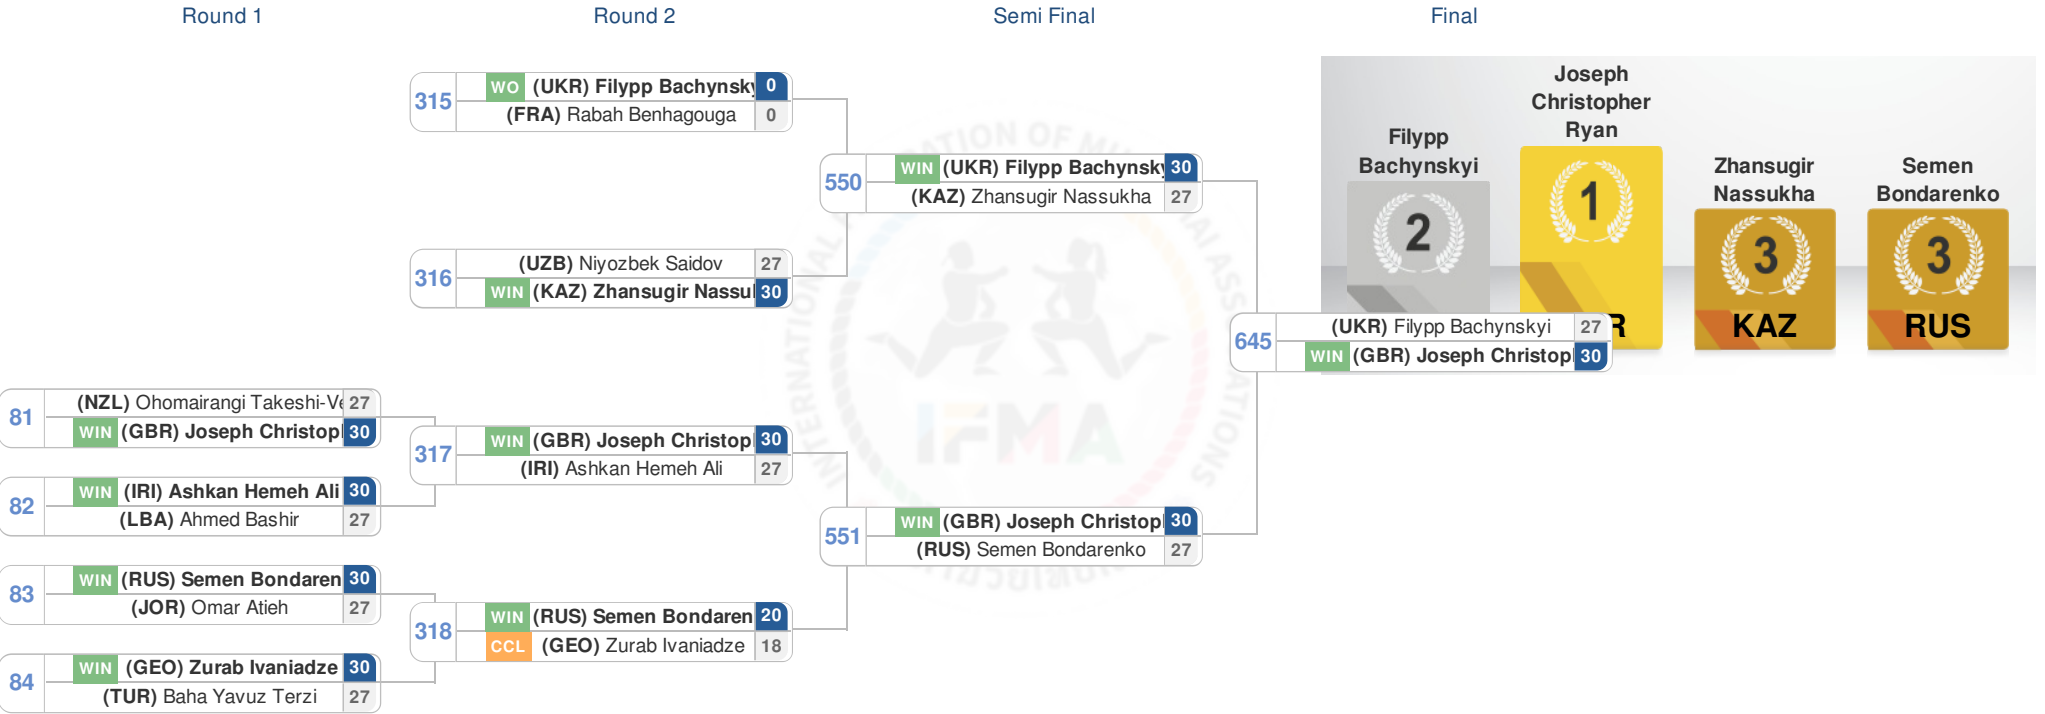 Round 1
Round 2
Semi Final
Final
315
WO (UKR) Filypp Bachynsky 0
(FRA) Rabah Benhagouga 0
316
(UZB) Niyozbek Saidov 27
WIN (KAZ) Zhansugir Nassul 30
81
(NZL) Ohomairangi Takeshi-Ve 27
WIN (GBR) Joseph Christop 30
82
WIN (IRI) Ashkan Hemeh Ali 30
(LBA) Ahmed Bashir 27
83
WIN (RUS) Semen Bondaren 30
(JOR) Omar Atieh 27
84
WIN (GEO) Zurab Ivaniadze 30
(TUR) Baha Yavuz Terzi 27
317
WIN (GBR) Joseph Christop 30
(IRI) Ashkan Hemeh Ali 27
318
WIN (RUS) Semen Bondaren 20
CCL (GEO) Zurab Ivaniadze 18
550
WIN (UKR) Filypp Bachynsky 30
(KAZ) Zhansugir Nassukha 27
551
WIN (GBR) Joseph Christop 30
(RUS) Semen Bondarenko 27
645
(UKR) Filypp Bachynskyi 27
WIN (GBR) Joseph Christop 30
Filypp
Bachynskyi
2
Joseph
Christopher
Ryan
1
R
Zhansugir
Nassukha
3
KAZ
Semen
Bondarenko
3
RUS
IFMA